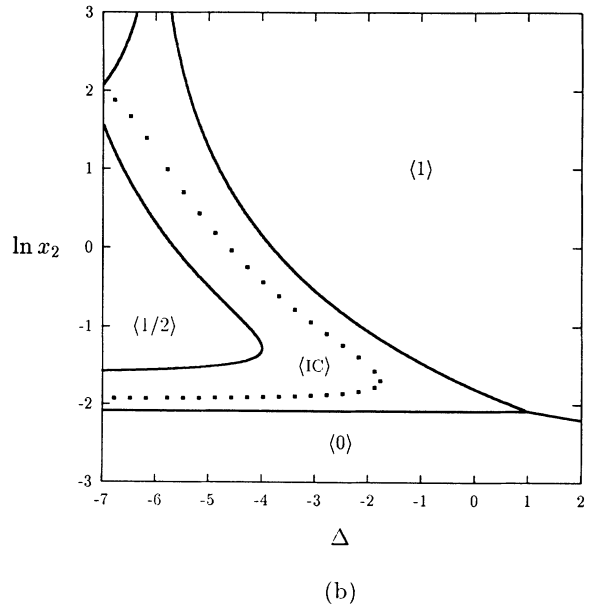 3
2
1
⟨1⟩
ln x₂
0
-1
⟨1/2⟩
⟨IC⟩
-2
⟨0⟩
-3
-7 -6 -5 -4 -3 -2 -1 0 1 2
Δ
(b)